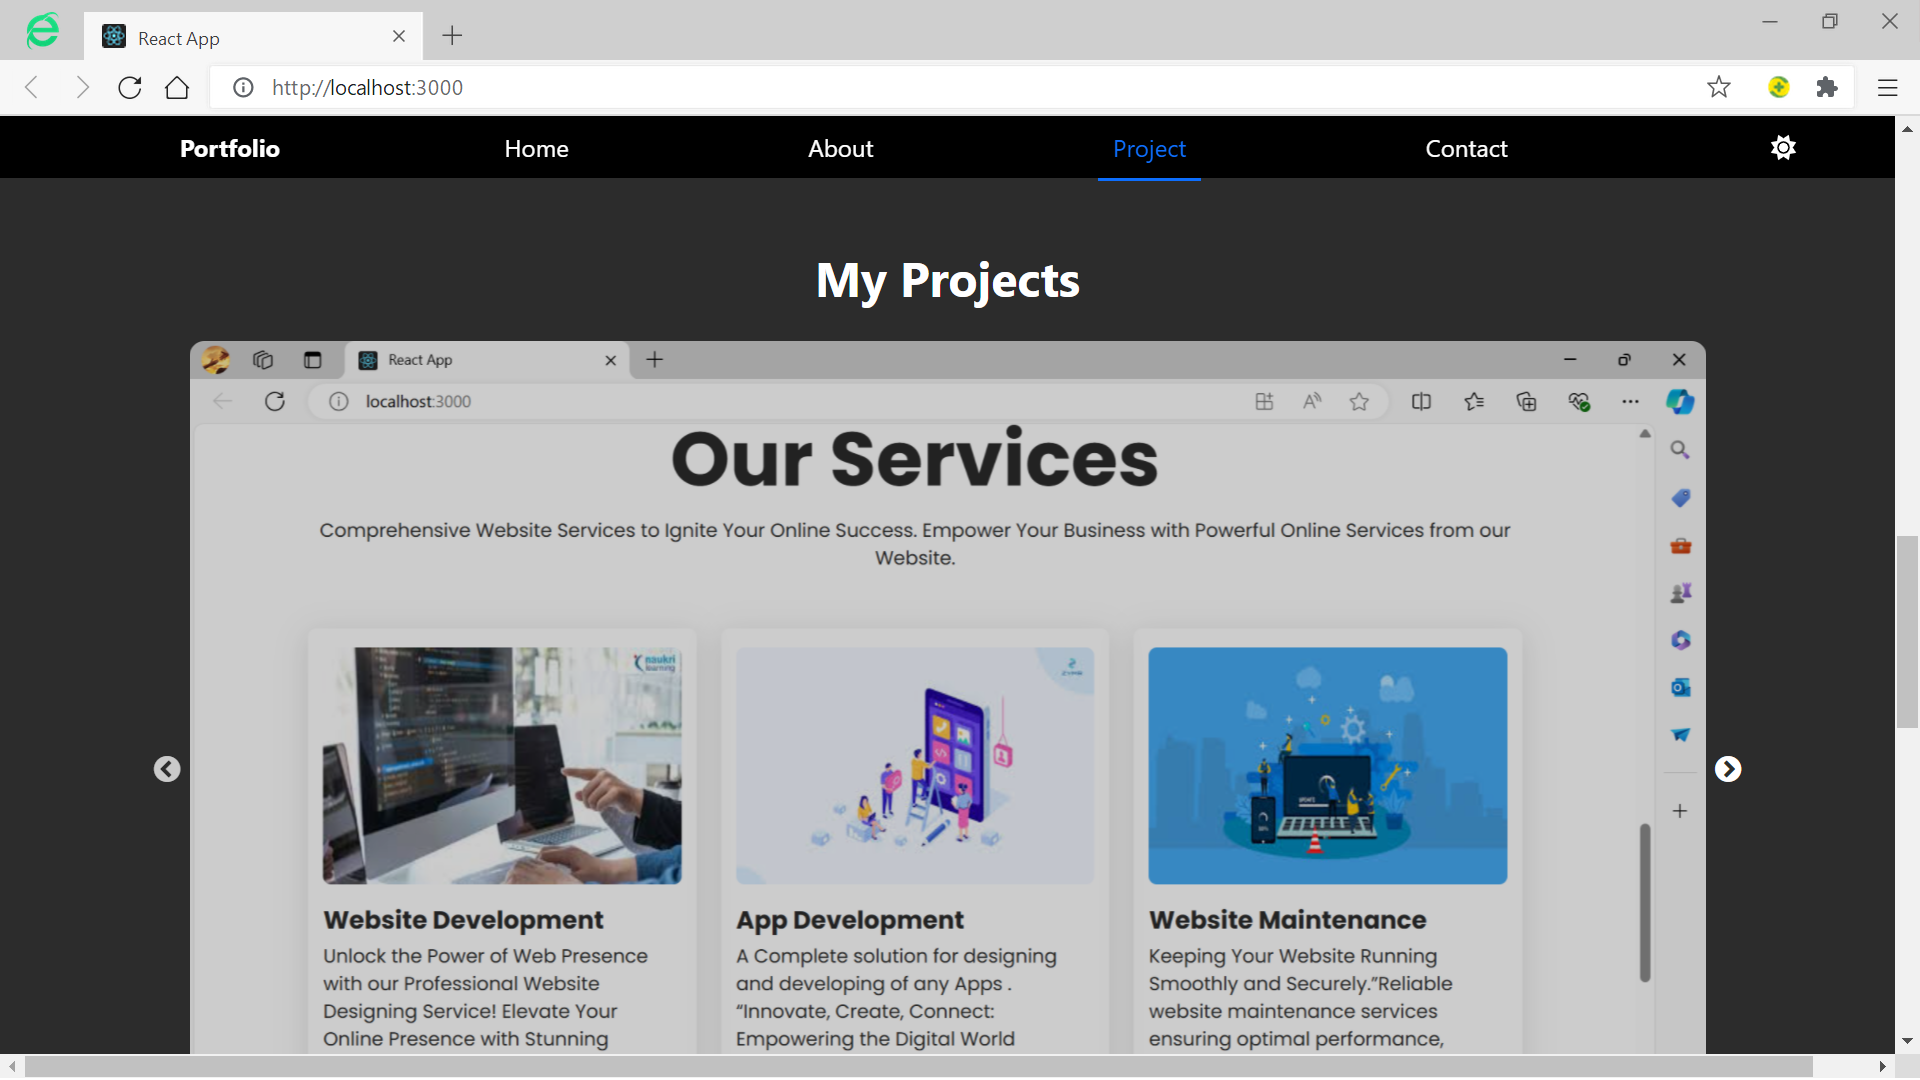 React App
http://localhost:3000
Portfolio
Home
About
Project
Contact
My Projects
React App
localhost:3000
Our Services
Comprehensive Website Services to Ignite Your Online Success. Empower Your Business with Powerful Online Services from our
Website.
naukri
learning
Website Development
Unlock the Power of Web Presence
with our Professional Website
Designing Service! Elevate Your
Online Presence with Stunning
App Development
A Complete solution for designing
and developing of any Apps .
“Innovate, Create, Connect:
Empowering the Digital World
Website Maintenance
Keeping Your Website Running
Smoothly and Securely.”Reliable
website maintenance services
ensuring optimal performance,